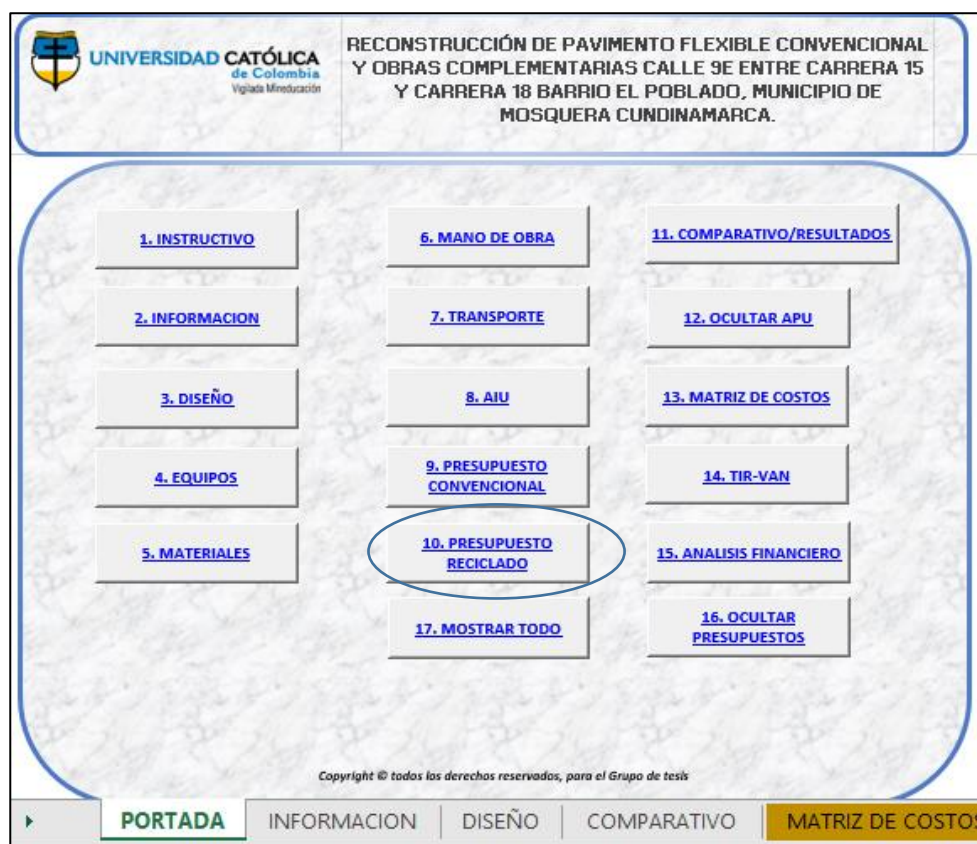 UNIVERSIDAD CATÓLICA
de Colombia
Vigilada Mineducación
RECONSTRUCCIÓN DE PAVIMENTO FLEXIBLE CONVENCIONAL
Y OBRAS COMPLEMENTARIAS CALLE 9E ENTRE CARRERA 15
Y CARRERA 18 BARRIO EL POBLADO, MUNICIPIO DE
MOSQUERA CUNDINAMARCA.
1. INSTRUCTIVO
2. INFORMACION
3. DISEÑO
4. EQUIPOS
5. MATERIALES
6. MANO DE OBRA
7. TRANSPORTE
8. AIU
9. PRESUPUESTO
CONVENCIONAL
10. PRESUPUESTO
RECICLADO
17. MOSTRAR TODO
11. COMPARATIVO/RESULTADOS
12. OCULTAR APU
13. MATRIZ DE COSTOS
14. TIR-VAN
15. ANALISIS FINANCIERO
16. OCULTAR
PRESUPUESTOS
Copyright © todos los derechos reservados, para el Grupo de tesis
PORTADA
INFORMACION
DISEÑO
COMPARATIVO
MATRIZ DE COSTOS